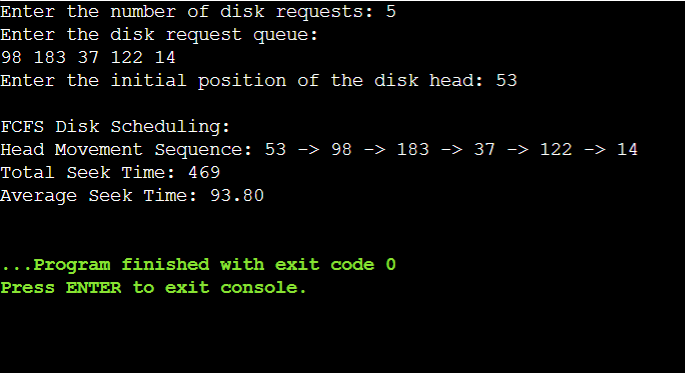 Enter the number of disk requests: 5
Enter the disk request queue:
98 183 37 122 14
Enter the initial position of the disk head: 53
FCFS Disk Scheduling:
Head Movement Sequence: 53 -> 98 -> 183 -> 37 -> 122 -> 14
Total Seek Time: 469
Average Seek Time: 93.80
...Program finished with exit code 0
Press ENTER to exit console.